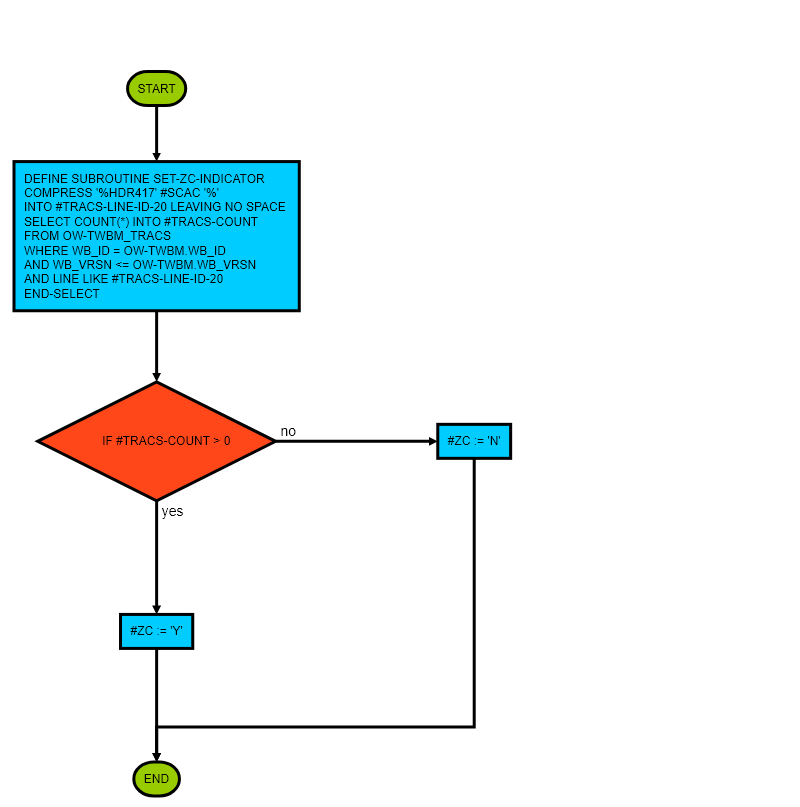 START
DEFINE SUBROUTINE SET-ZC-INDICATOR
COMPRESS '%HDR417' #SCAC '%'
INTO #TRACS-LINE-ID-20 LEAVING NO SPACE
SELECT COUNT(*) INTO #TRACS-COUNT
FROM OW-TWBM_TRACS
WHERE WB_ID = OW-TWBM.WB_ID
AND WB_VRSN <= OW-TWBM.WB_VRSN
AND LINE LIKE #TRACS-LINE-ID-20
END-SELECT
IF #TRACS-COUNT > 0
no
#ZC := 'N'
yes
#ZC := 'Y'
END